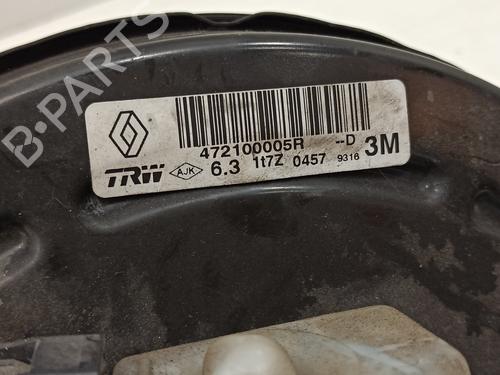 B-PARTS
472100005R --D
TRW AJK 6.3 1t7Z 0457 9316 3M